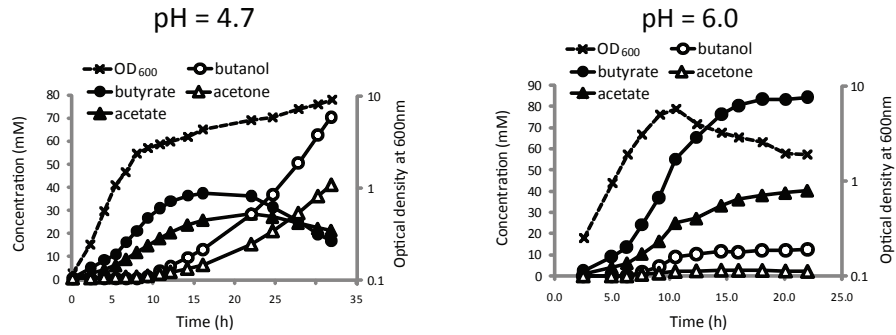 pH = 4.7
OD600 butanol
butyrate acetone
acetate
80
70
60
50
40
30
20
10
0
Concentration (mM)
10
1
0.1
Optical density at 600nm
0 5 10 15 20 25 30 35
Time (h)
pH = 6.0
OD600 butanol
butyrate acetone
acetate
90
80
70
60
50
40
30
20
10
0
Concentration (mM)
10
1
0.1
Optical density at 600nm
0.0 5.0 10.0 15.0 20.0 25.0
Time (h)